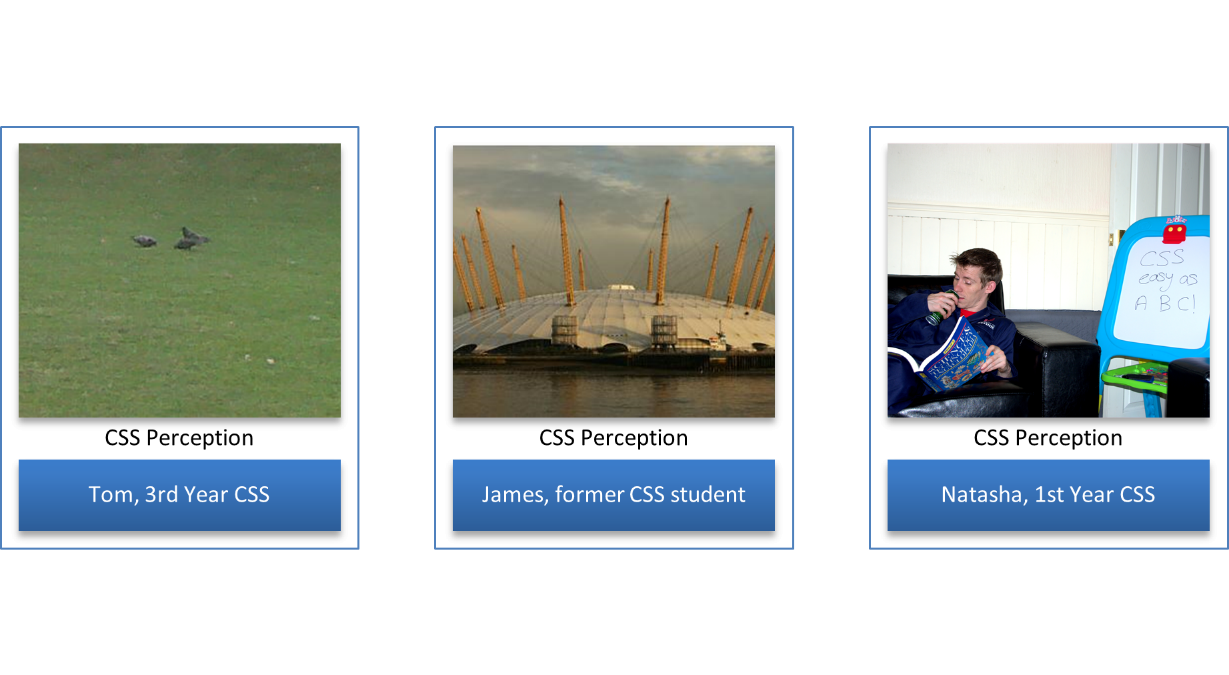 CSS
easy as
A B C!
CSS Perception
CSS Perception
CSS Perception
Tom, 3rd Year CSS
James, former CSS student
Natasha, 1st Year CSS